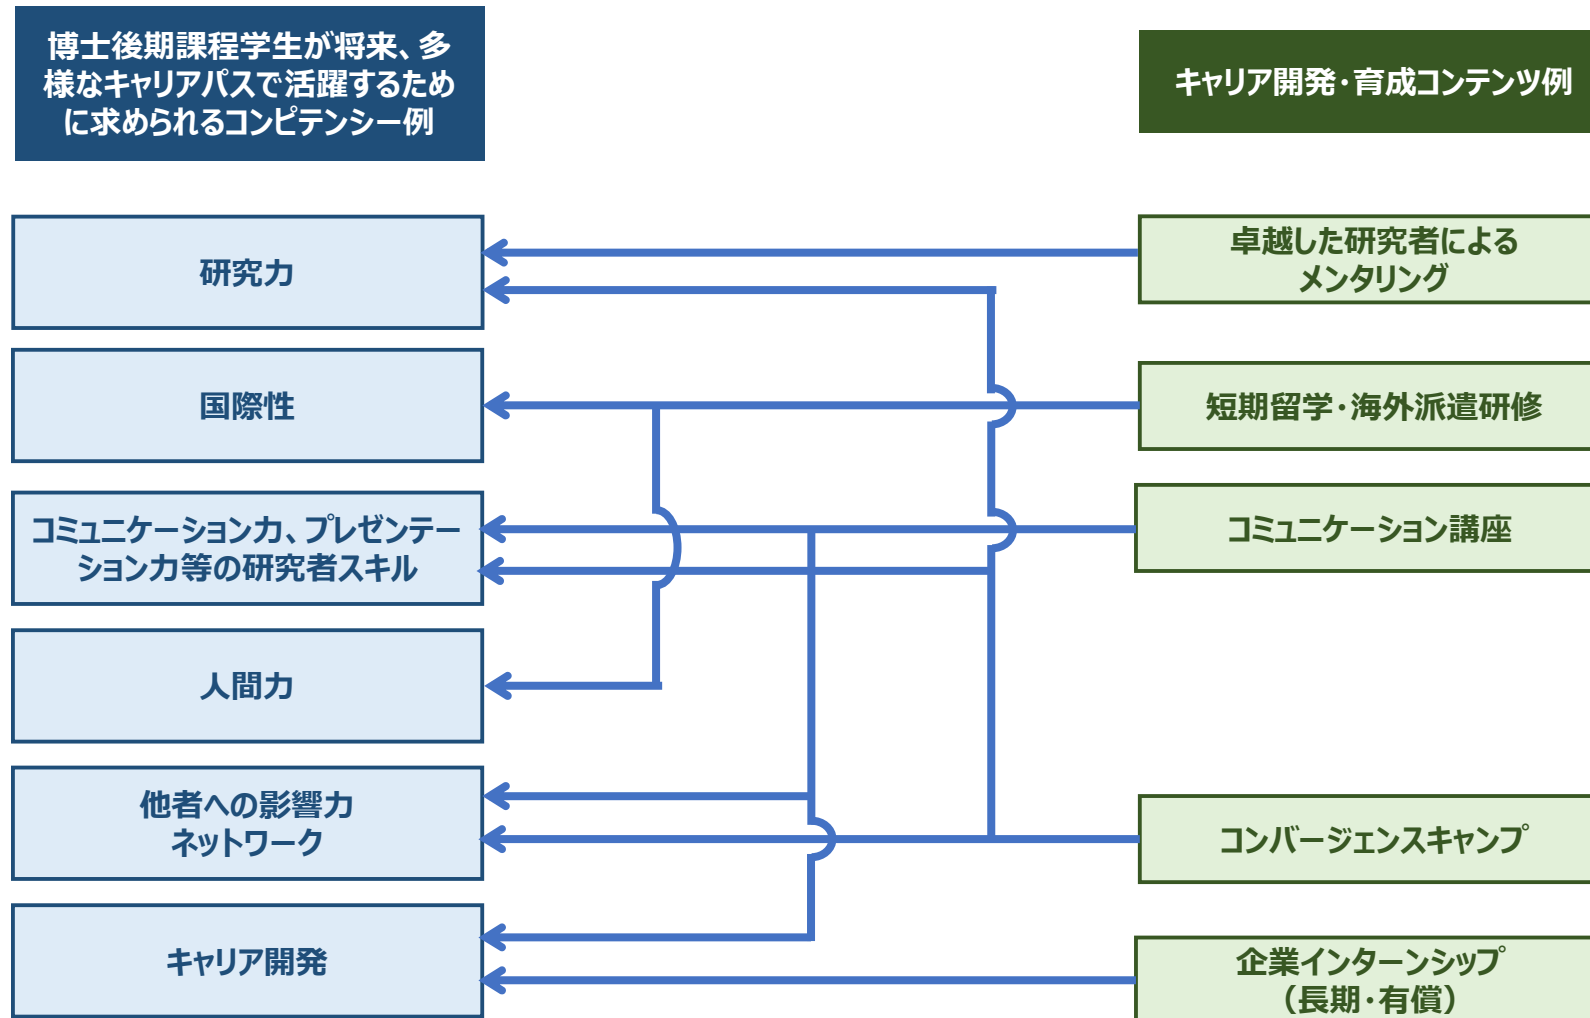 博士後期課程学生が将来、多
様なキャリアパスで活躍するため
に求められるコンピテンシー例
キャリア開発・育成コンテンツ例
研究力
卓越した研究者による
メンタリング
国際性
短期留学・海外派遣研修
コミュニケーション力、プレゼンテー
ション力等の研究者スキル
コミュニケーション講座
人間力
他者への影響力
ネットワーク
コンバージェンスキャンプ
キャリア開発
企業インターンシップ
（長期・有償）